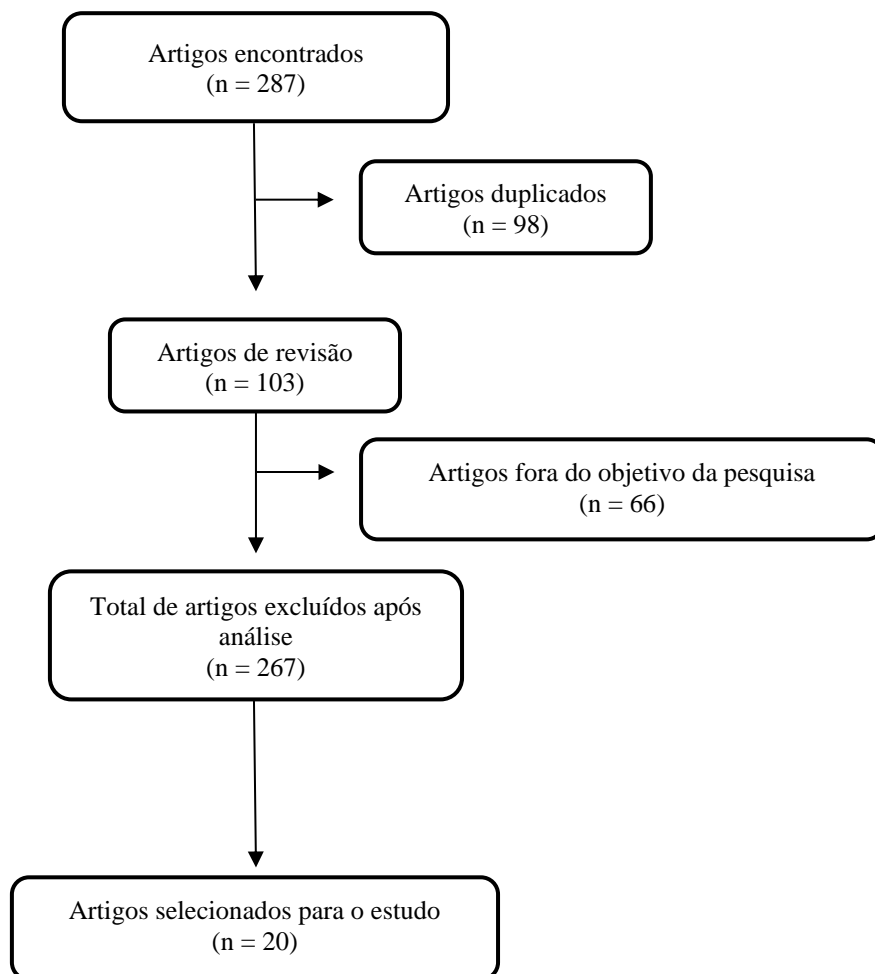 Artigos encontrados
(n = 287)
Artigos duplicados
(n = 98)
Artigos de revisão
(n = 103)
Artigos fora do objetivo da pesquisa
(n = 66)
Total de artigos excluídos após
análise
(n = 267)
Artigos selecionados para o estudo
(n = 20)